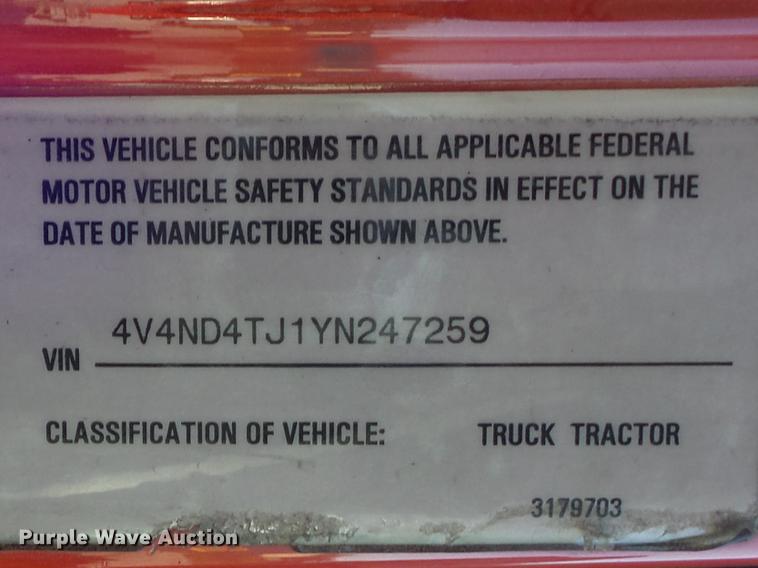 THIS VEHICLE CONFORMS TO ALL APPLICABLE FEDERAL
MOTOR VEHICLE SAFETY STANDARDS IN EFFECT ON THE
DATE OF MANUFACTURE SHOWN ABOVE.
VIN 4V4ND4TJ1YN247259
CLASSIFICATION OF VEHICLE: TRUCK TRACTOR
3179703
Purple Wave Auction